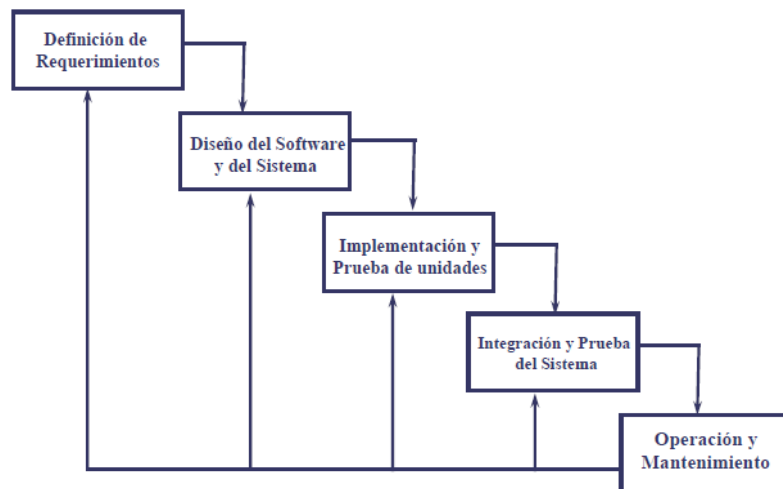 Definición de
Requerimientos
Diseño del Software
y del Sistema
Implementación y
Prueba de unidades
Integración y Prueba
del Sistema
Operación y
Mantenimiento